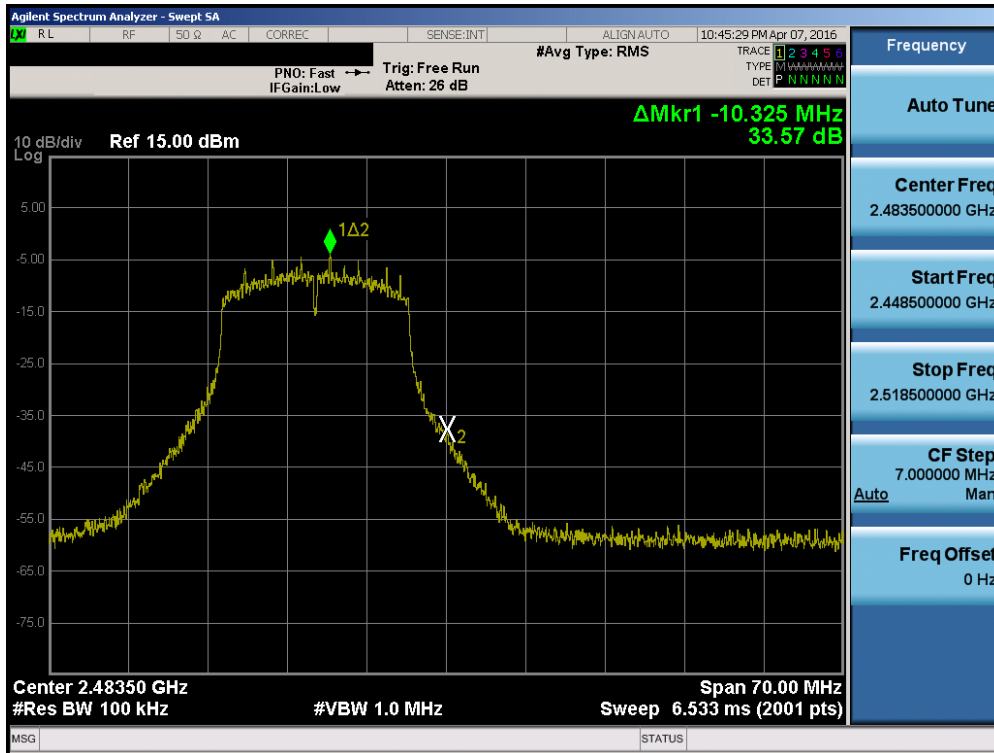 Agilent Spectrum Analyzer - Swept SA
LXI RL RF 50 Ω AC CORREC SENSE:INT ALIGN AUTO 10:45:29 PM Apr 07, 2016
#Avg Type: RMS
TRACE 1 2 3 4 5 6
PNO: Fast Trig: Free Run
TYPE M WWWWW
IFGain:Low Atten: 26 dB
DET P N N N N N
ΔMkr1 -10.325 MHz
33.57 dB
10 dB/div Ref 15.00 dBm
Log
5.00
1Δ2
-5.00
-15.0
-25.0
-35.0
X2
-45.0
-55.0
-65.0
-75.0
Center 2.48350 GHz Span 70.00 MHz
#Res BW 100 kHz #VBW 1.0 MHz Sweep 6.533 ms (2001 pts)
MSG STATUS
Frequency
Auto Tune
Center Freq
2.483500000 GHz
Start Freq
2.448500000 GHz
Stop Freq
2.518500000 GHz
CF Step
7.000000 MHz
Auto Man
Freq Offset
0 Hz